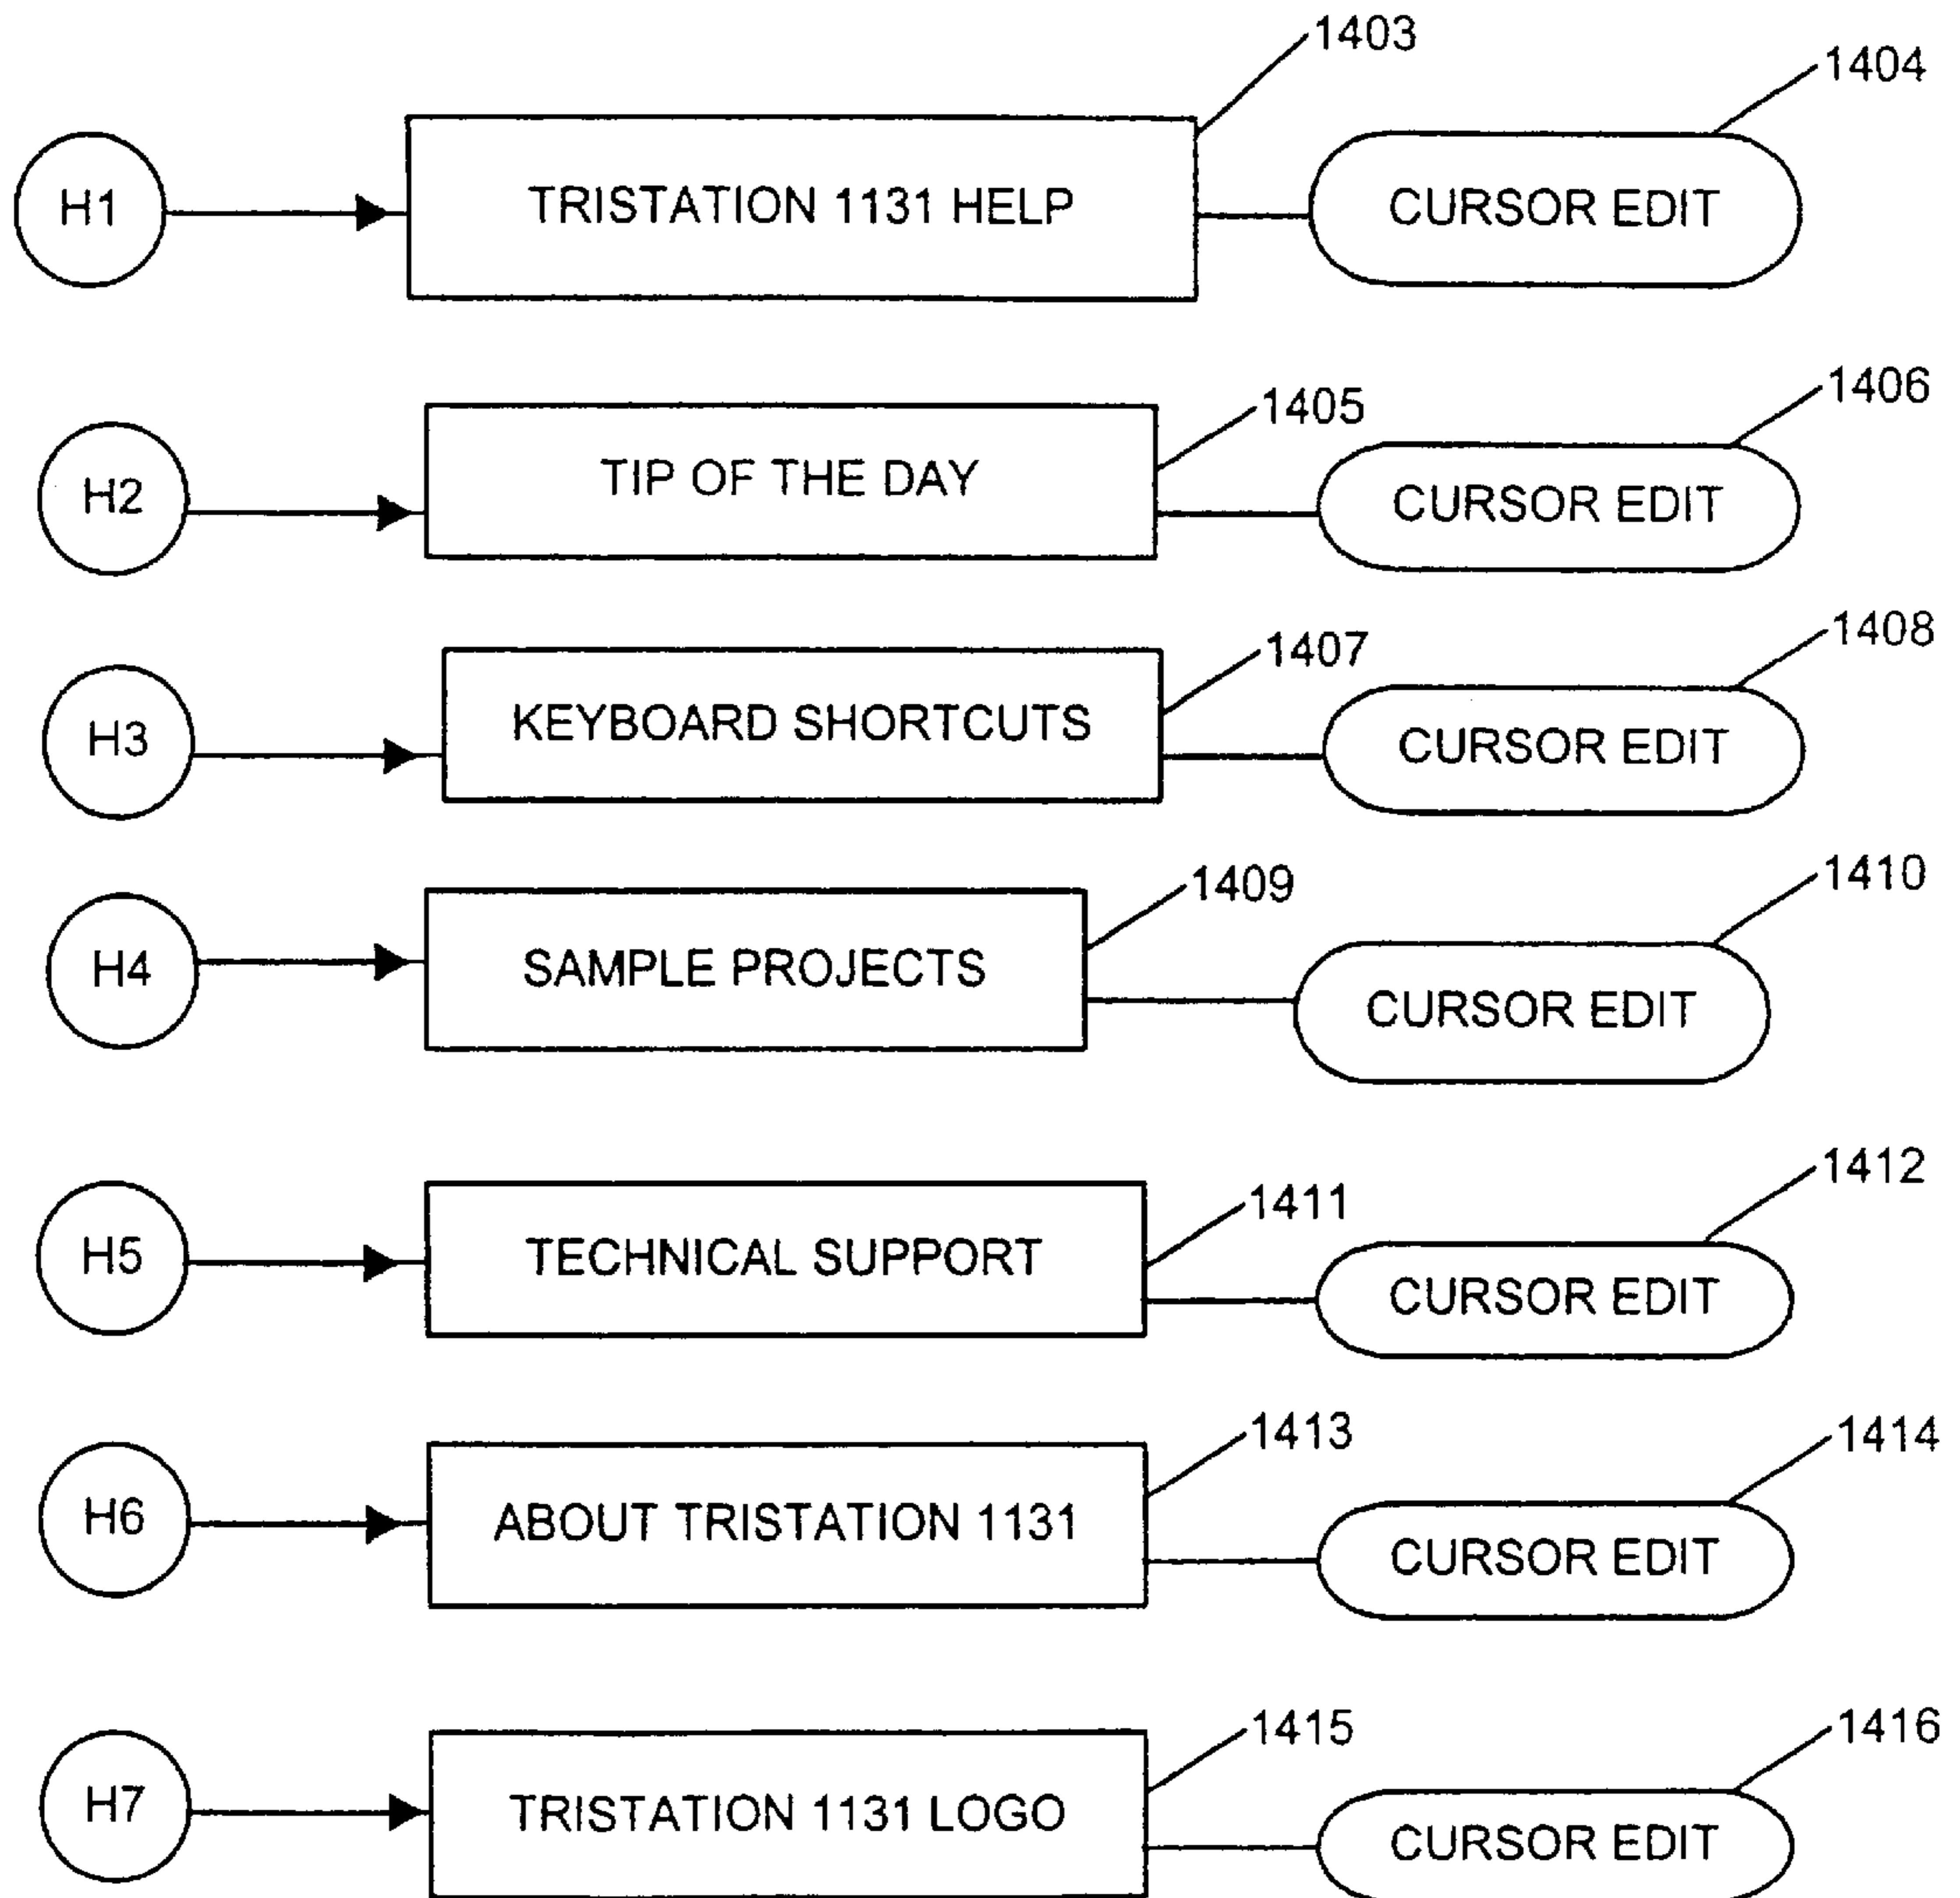 1403
1404
H1
TRISTATION 1131 HELP
CURSOR EDIT
1405
1406
H2
TIP OF THE DAY
CURSOR EDIT
1407
1408
H3
KEYBOARD SHORTCUTS
CURSOR EDIT
1409
1410
H4
SAMPLE PROJECTS
CURSOR EDIT
1411
1412
H5
TECHNICAL SUPPORT
CURSOR EDIT
1413
1414
H6
ABOUT TRISTATION 1131
CURSOR EDIT
1415
1416
H7
TRISTATION 1131 LOGO
CURSOR EDIT